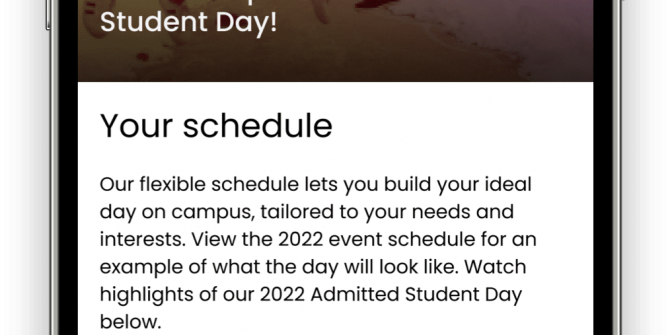 Student Day!
Your schedule
Our flexible schedule lets you build your ideal
day on campus, tailored to your needs and
interests. View the 2022 event schedule for an
example of what the day will look like. Watch
highlights of our 2022 Admitted Student Day
below.